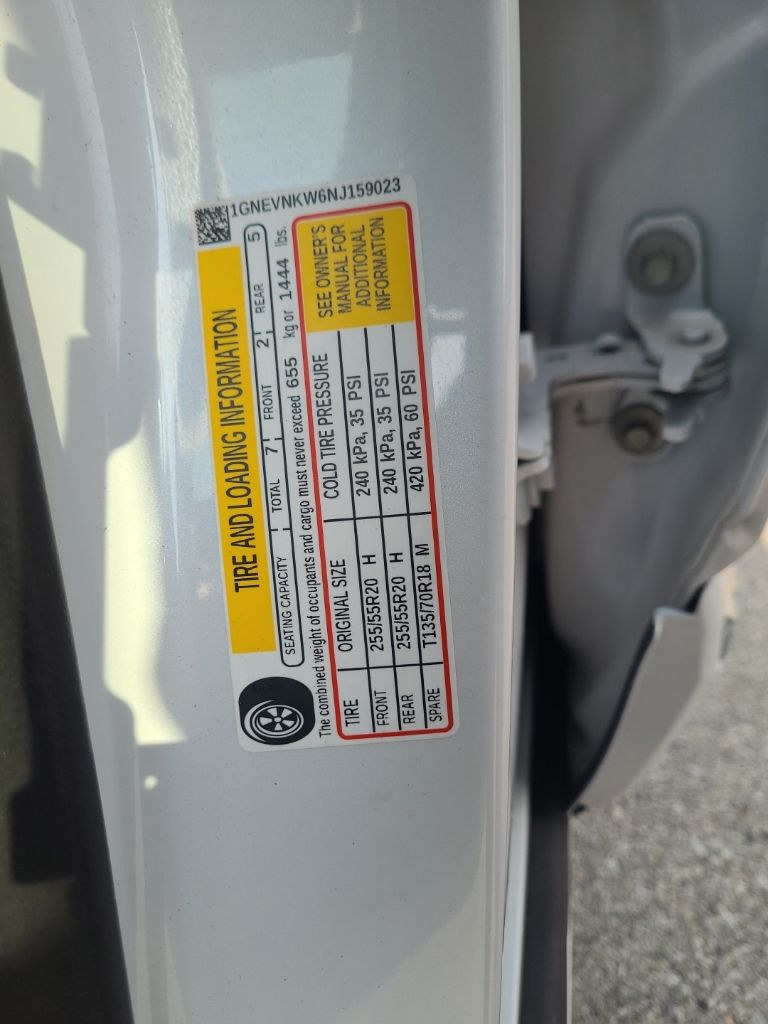 1GNEVNKW6NJ159023
TIRE AND LOADING INFORMATION
SEATING CAPACITY TOTAL 7 FRONT 2 REAR 5
The combined weight of occupants and cargo must never exceed 655 kg or 1444 lbs.
TIRE ORIGINAL SIZE COLD TIRE PRESSURE
FRONT 255/55R20 H 240 kPa, 35 PSI
REAR 255/55R20 H 240 kPa, 35 PSI
SPARE T135/70R18 M 420 kPa, 60 PSI
SEE OWNER'S
MANUAL FOR
ADDITIONAL
INFORMATION